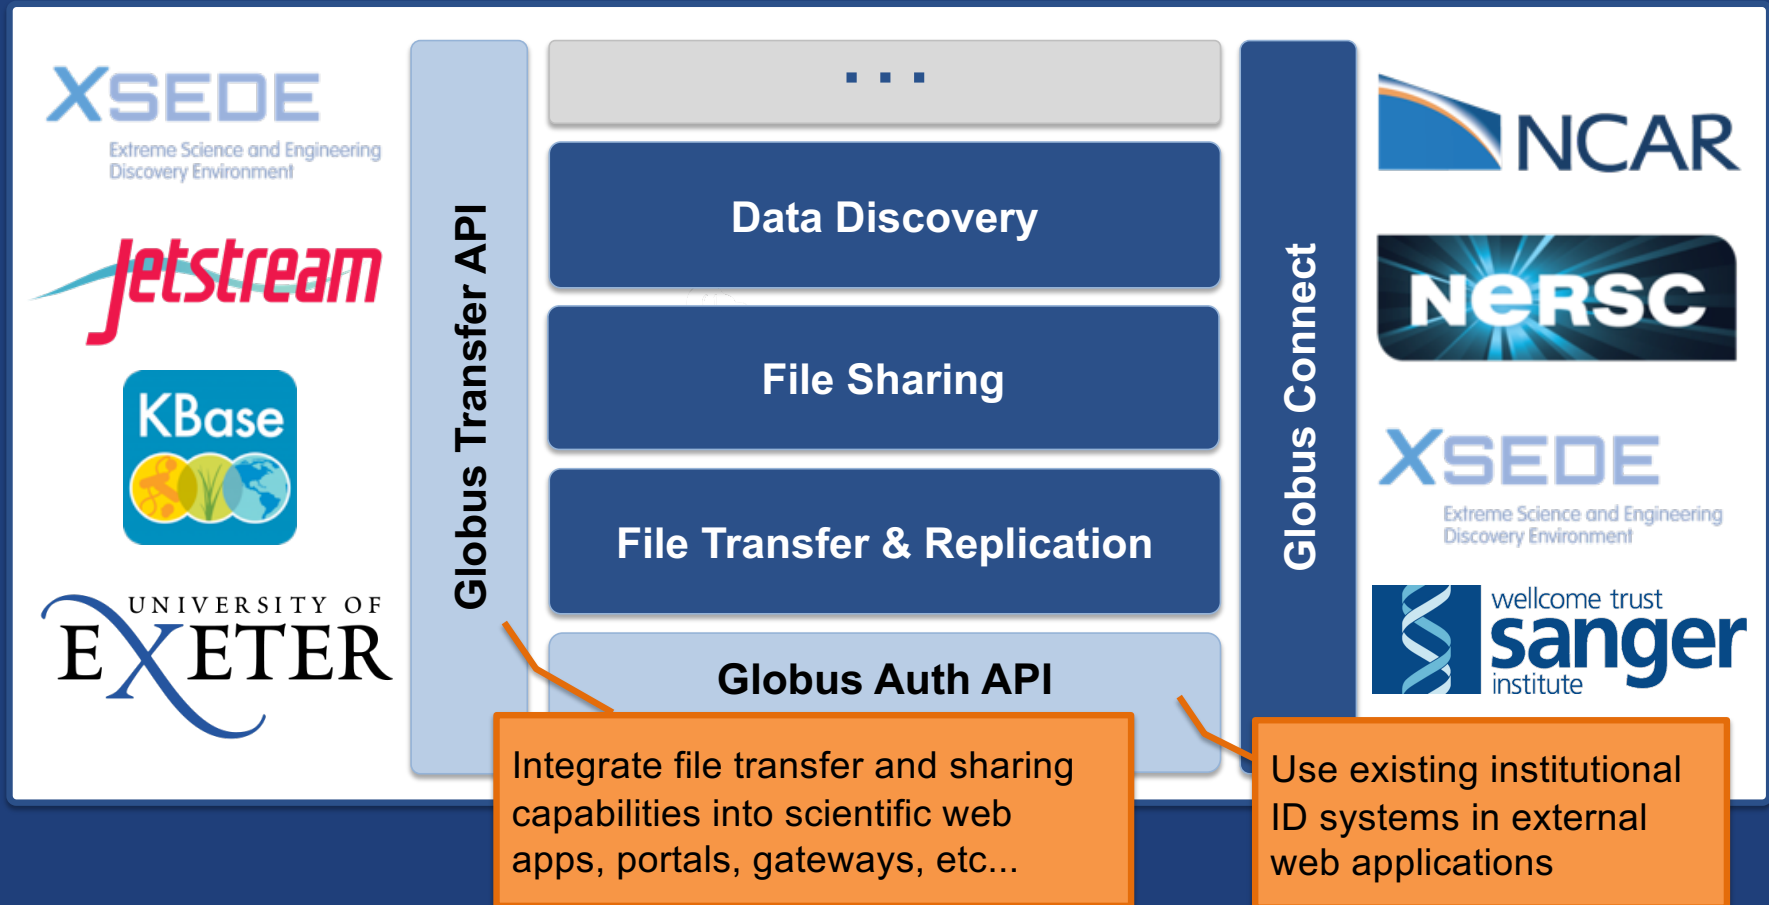 XSEDE
Extreme Science and Engineering
Discovery Environment
Jetstream
KBase
UNIVERSITY OF
EXETER
Globus Transfer API
...
Data Discovery
File Sharing
File Transfer & Replication
Globus Auth API
Globus Connect
NCAR
NeRSC
XSEDE
Extreme Science and Engineering
Discovery Environment
wellcome trust
sanger
institute
Integrate file transfer and sharing
capabilities into scientific web
apps, portals, gateways, etc...
Use existing institutional
ID systems in external
web applications